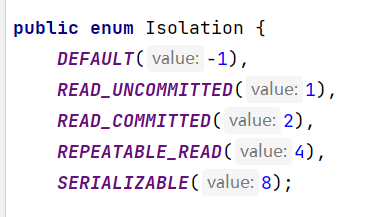 public enum Isolation {
DEFAULT( value: -1),
READ_UNCOMMITTED( value: 1),
READ_COMMITTED( value: 2),
REPEATABLE_READ( value: 4),
SERIALIZABLE( value: 8);